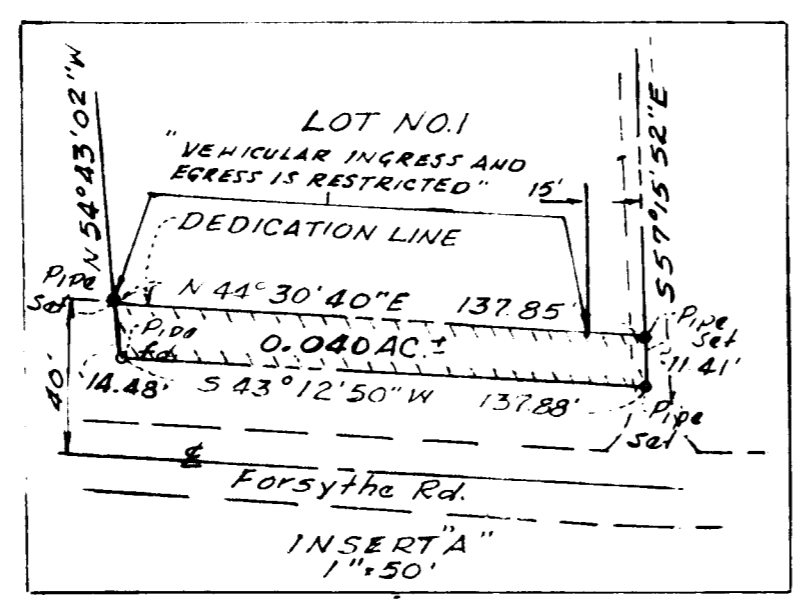 LOT NO.1
"VEHICULAR INGRESS AND
EGRESS IS RESTRICTED"
15'
N 54°43'02"W
S 57°15'52"E
DEDICATION LINE
Pipe
set
N 44°30'40"E 137.85'
Pipe
fd.
0.040 AC.±
Pipe
set
11.41'
40'
14.48'
S 43°12'50"W 137.88'
Pipe
set
℄
Forsythe Rd.
INSERT "A"
1"=50'